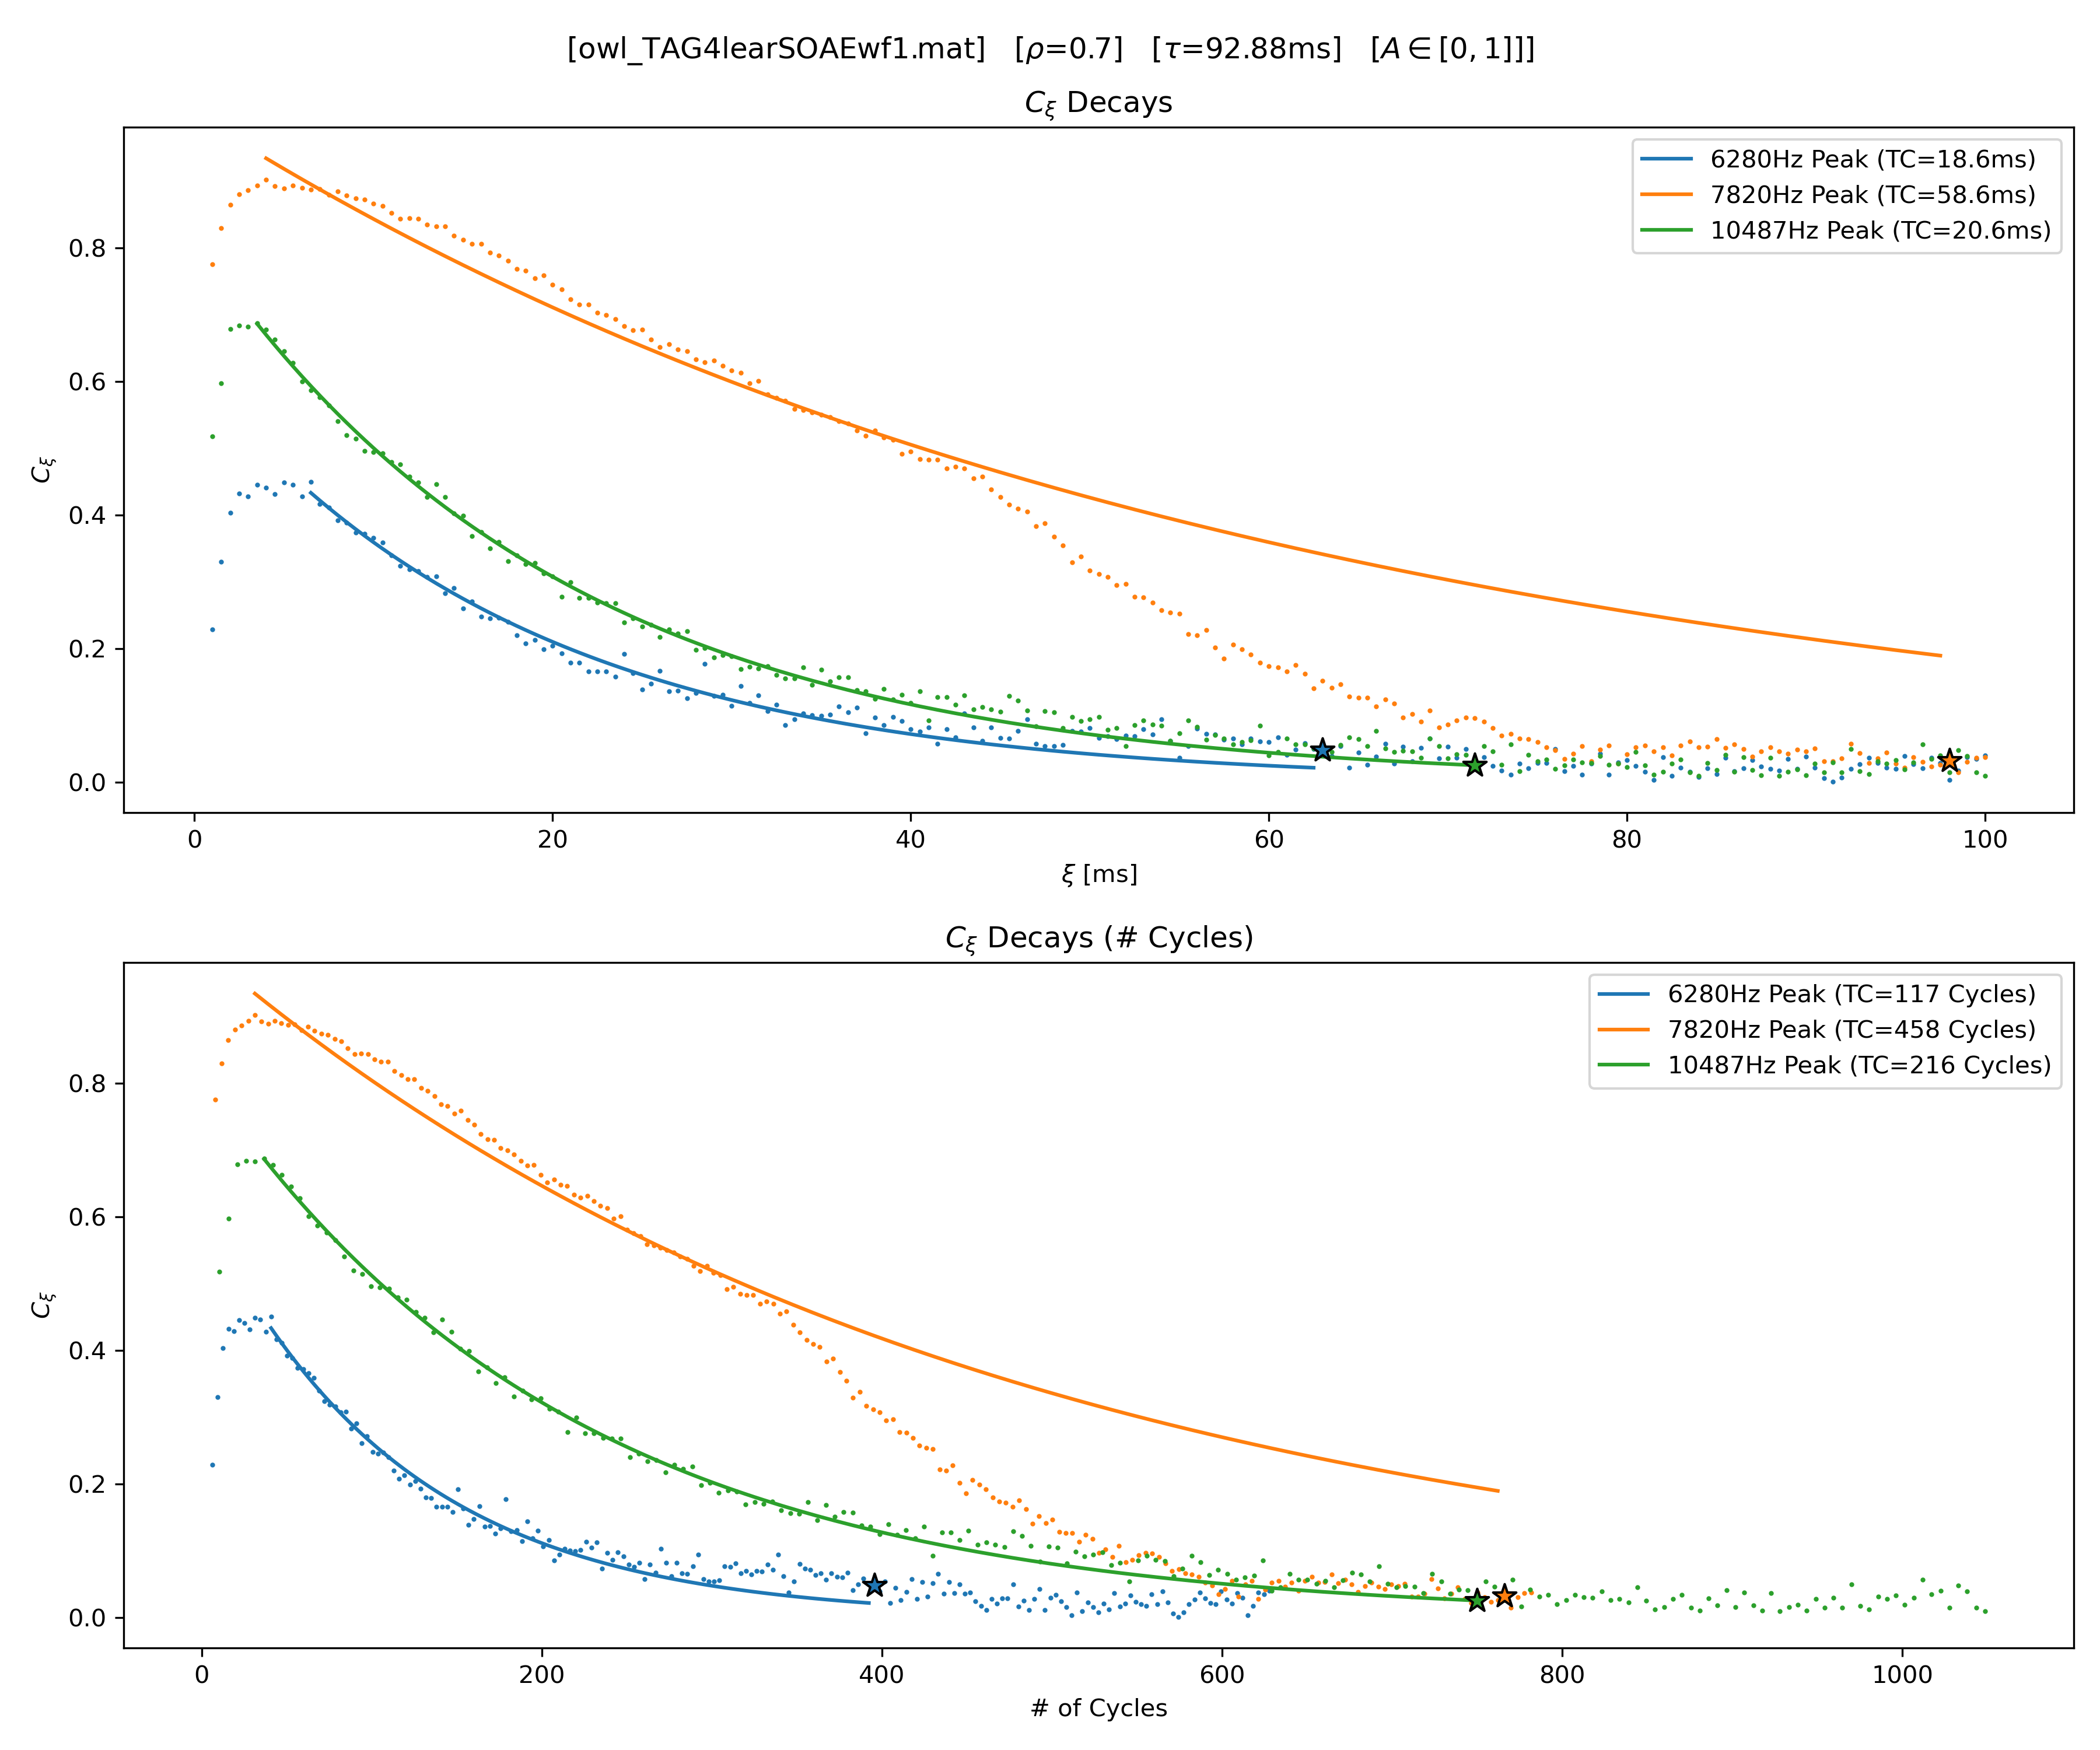 [owl_TAG4learSOAEwf1.mat] [ρ=0.7] [τ=92.88ms] [A ∈ [0, 1]]]
C_ξ Decays
6280Hz Peak (TC=18.6ms)
7820Hz Peak (TC=58.6ms)
10487Hz Peak (TC=20.6ms)
0.8
0.6
0.4
0.2
0.0
C_ξ
0 20 40 60 80 100
ξ [ms]
C_ξ Decays (# Cycles)
6280Hz Peak (TC=117 Cycles)
7820Hz Peak (TC=458 Cycles)
10487Hz Peak (TC=216 Cycles)
0.8
0.6
0.4
0.2
0.0
C_ξ
0 200 400 600 800 1000
# of Cycles